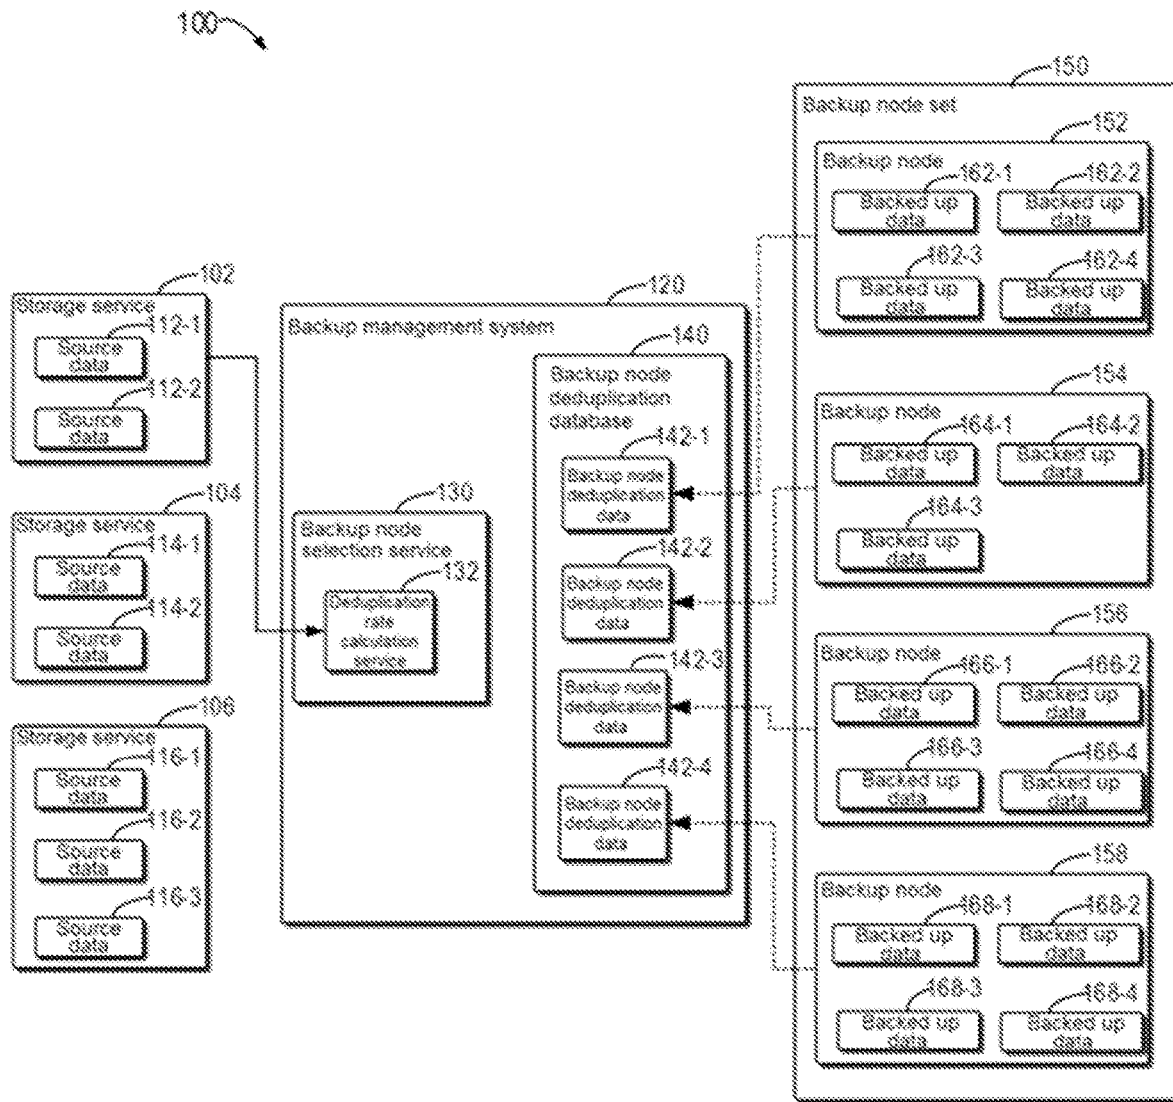 100
150
Backup node set
152
Backup node
162-1
162-2
Backed up
data
Backed up
data
162-3
162-4
Backed up
data
Backed up
data
102
Storage service
112-1
Source
data
112-2
Source
data
120
Backup management system
140
Backup node
deduplication
database
142-1
Backup node
deduplication
data
154
Backup node
164-1
164-2
Backed up
data
Backed up
data
164-3
Backed up
data
104
Storage service
114-1
Source
data
114-2
Source
data
130
Backup node
selection service
132
Deduplication
rate
calculation
service
142-2
Backup node
deduplication
data
142-3
Backup node
deduplication
data
156
Backup node
166-1
166-2
Backed up
data
Backed up
data
166-3
166-4
Backed up
data
Backed up
data
106
Storage service
116-1
Source
data
116-2
Source
data
116-3
Source
data
142-4
Backup node
deduplication
data
158
Backup node
168-1
168-2
Backed up
data
Backed up
data
168-3
168-4
Backed up
data
Backed up
data